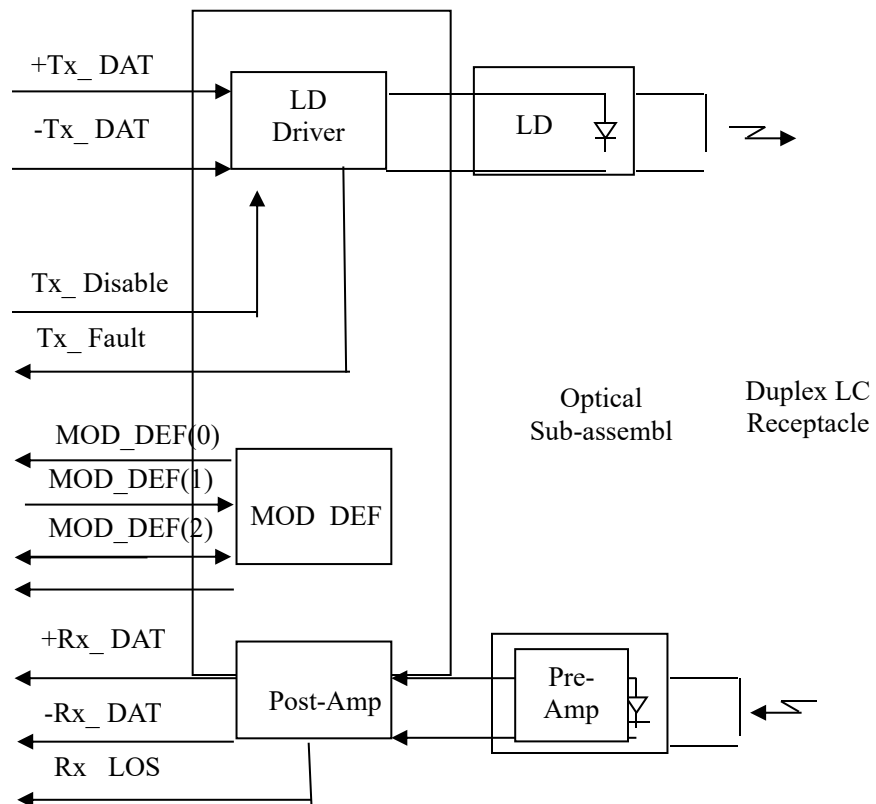 +Tx_ DAT
LD
Driver
-Tx_ DAT
LD
Tx_ Disable
Tx_ Fault
Optical
Sub-assembl
Duplex LC
Receptacle
MOD_DEF(0)
MOD_DEF(1)
MOD DEF
MOD_DEF(2)
+Rx_ DAT
Post-Amp
Pre-
Amp
-Rx_ DAT
Rx LOS